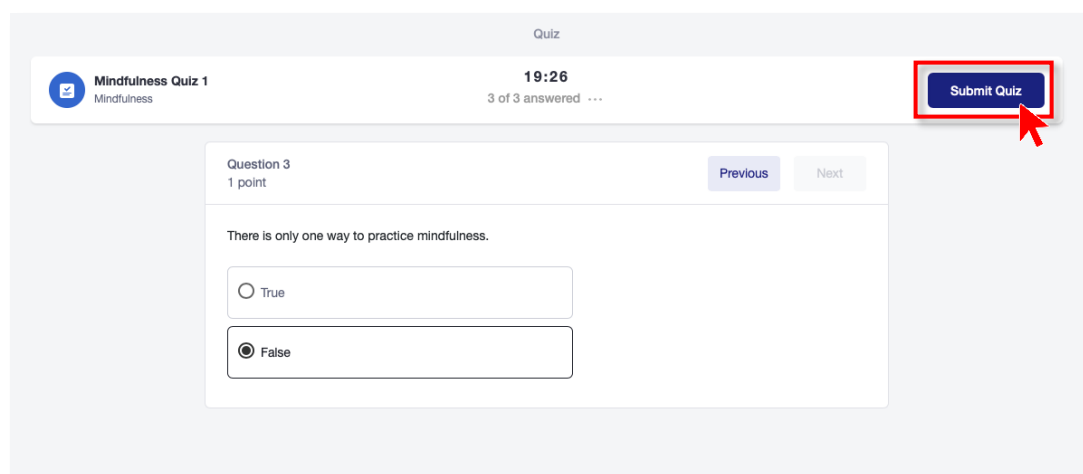 Quiz
Mindfulness Quiz 1
Mindfulness
19:26
3 of 3 answered ···
Submit Quiz
Question 3
1 point
Previous
Next
There is only one way to practice mindfulness.
True
False